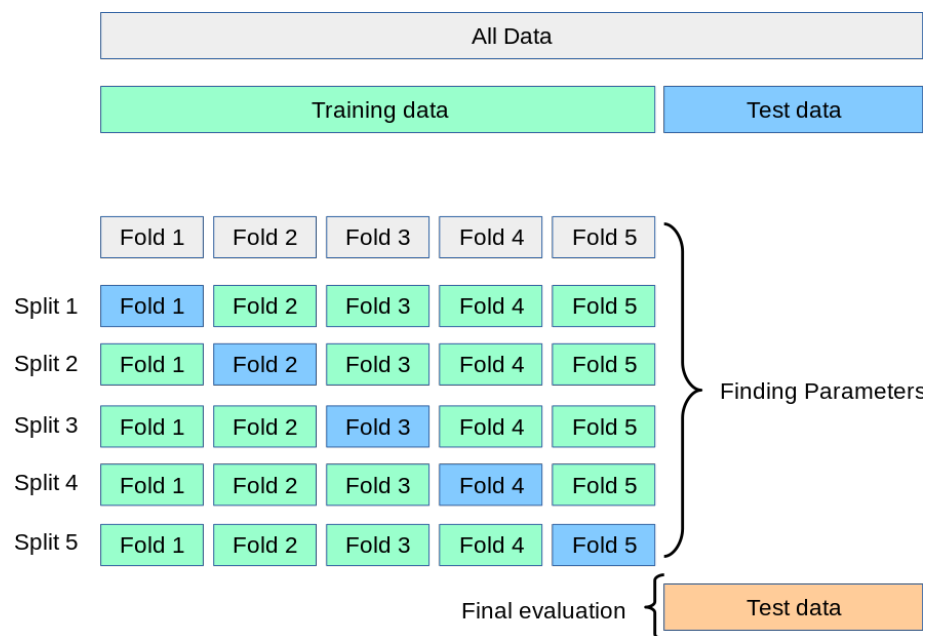 All Data
Training data Test data
Fold 1 Fold 2 Fold 3 Fold 4 Fold 5
Split 1 Fold 1 Fold 2 Fold 3 Fold 4 Fold 5
Split 2 Fold 1 Fold 2 Fold 3 Fold 4 Fold 5
Finding Parameters
Split 3 Fold 1 Fold 2 Fold 3 Fold 4 Fold 5
Split 4 Fold 1 Fold 2 Fold 3 Fold 4 Fold 5
Split 5 Fold 1 Fold 2 Fold 3 Fold 4 Fold 5
Final evaluation Test data